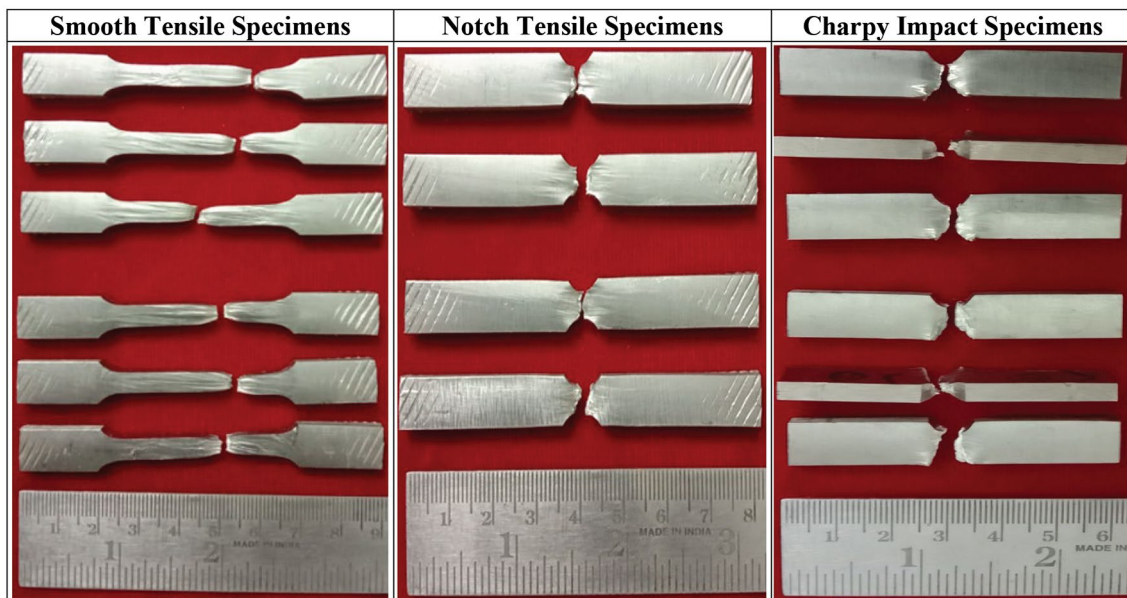 Smooth Tensile Specimens
Notch Tensile Specimens
Charpy Impact Specimens
1 2 3 4 5 6 7 8 9
MADE IN INDIA
1 2
1 2 3 4 5 6 7 8
MADE IN INDIA
1 2 3
1 2 3 4 5 6
MADE IN
1 2